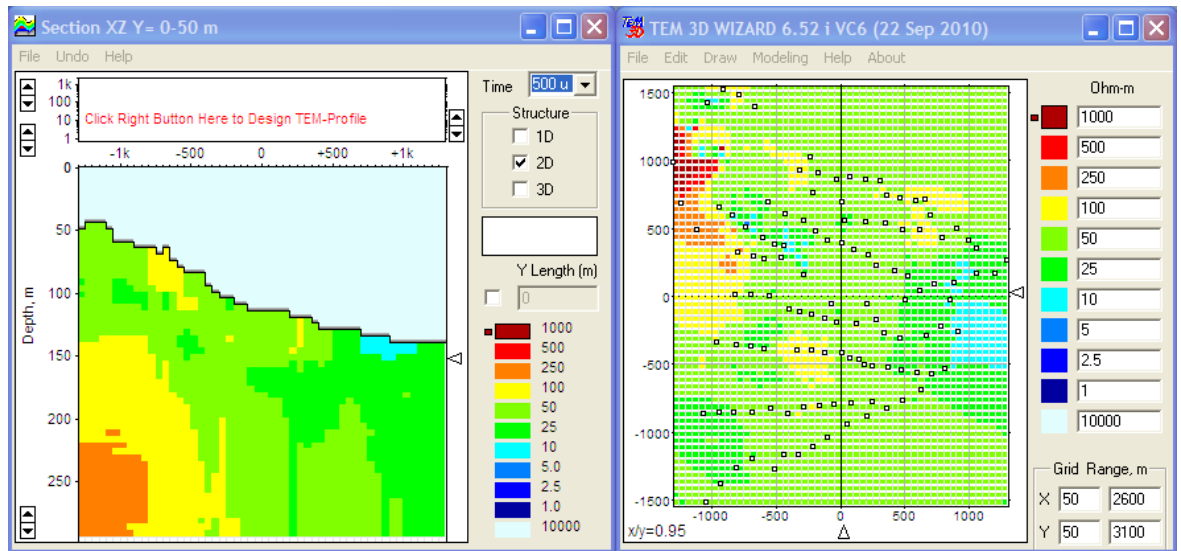 Section XZ Y= 0-50 m
File Undo Help
1k
100
10
1
Click Right Button Here to Design TEM-Profile
-1k -500 0 +500 +1k
0
50
100
150
200
250
Depth, m
Time 500 u
Structure
1D
2D
3D
Y Length (m)
0
1000
500
250
100
50
25
10
5.0
2.5
1.0
10000
TEM 3D
TEM 3D WIZARD 6.52 i VC6 (22 Sep 2010)
File Edit Draw Modeling Help About
1500
1000
500
0
-500
-1000
-1500
-1000 -500 0 500 1000
x/y=0.95
Ohm-m
1000
500
250
100
50
25
10
5
2.5
1
10000
Grid Range, m
X 50 2600
Y 50 3100